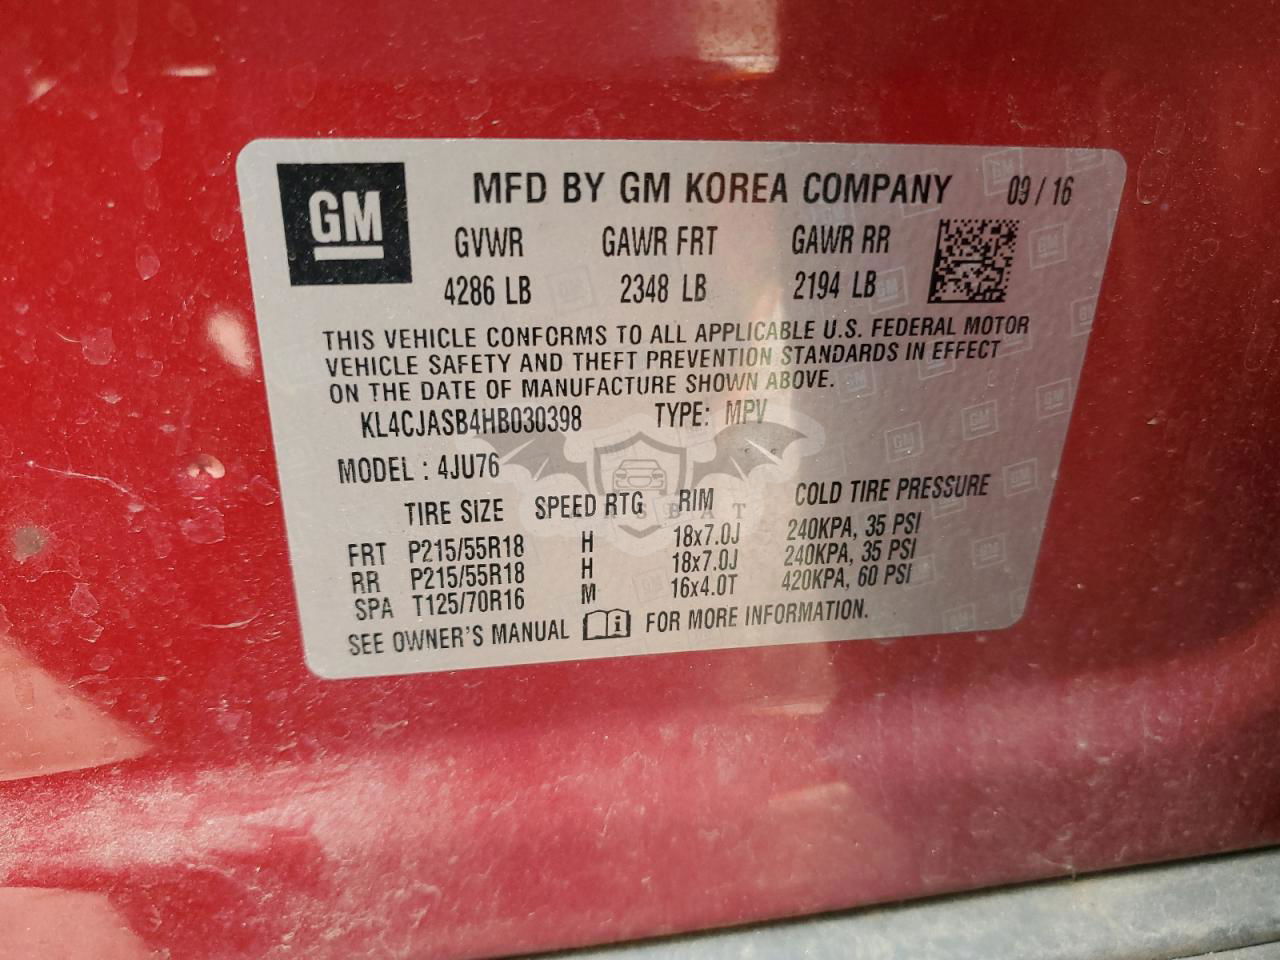 GM
MFD BY GM KOREA COMPANY 09 / 16
GVWR GAWR FRT GAWR RR
4286 LB 2348 LB 2194 LB
THIS VEHICLE CONFORMS TO ALL APPLICABLE U.S. FEDERAL MOTOR
VEHICLE SAFETY AND THEFT PREVENTION STANDARDS IN EFFECT
ON THE DATE OF MANUFACTURE SHOWN ABOVE.
KL4CJASB4HB030398 TYPE: MPV
MODEL : 4JU76
TIRE SIZE SPEED RTG RIM COLD TIRE PRESSURE
FRT P215/55R18 H 18x7.0J 240KPA, 35 PSI
RR P215/55R18 H 18x7.0J 240KPA, 35 PSI
SPA T125/70R16 M 16x4.0T 420KPA, 60 PSI
SEE OWNER'S MANUAL i FOR MORE INFORMATION.